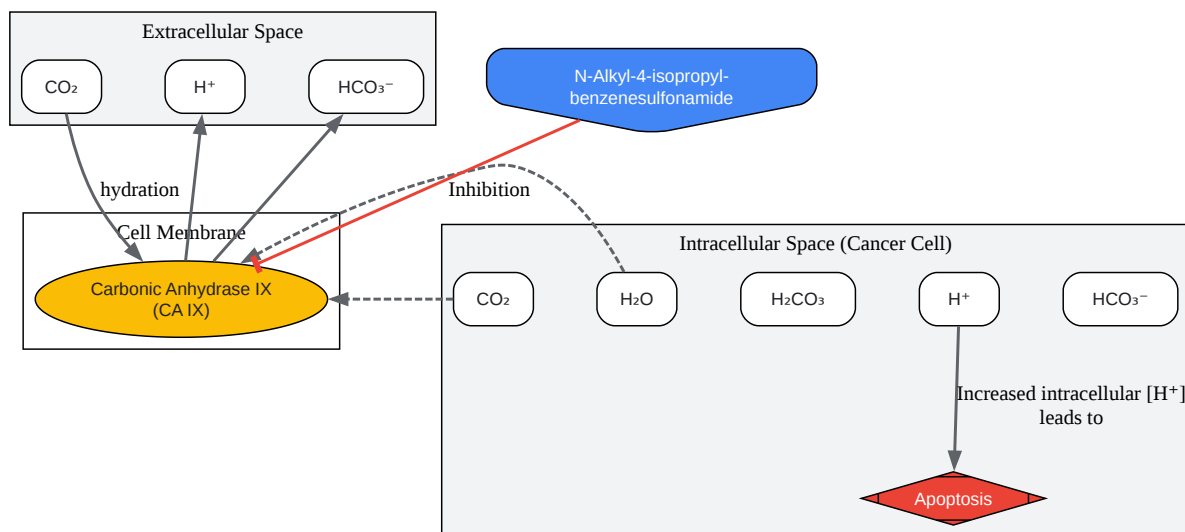 Extracellular Space
CO₂
H⁺
HCO₃⁻
N-Alkyl-4-isopropyl-
benzenesulfonamide
hydration
Inhibition
Cell Membrane
Carbonic Anhydrase IX
(CA IX)
Intracellular Space (Cancer Cell)
CO₂
H₂O
H₂CO₃
H⁺
HCO₃⁻
Increased intracellular [H⁺]
leads to
Apoptosis